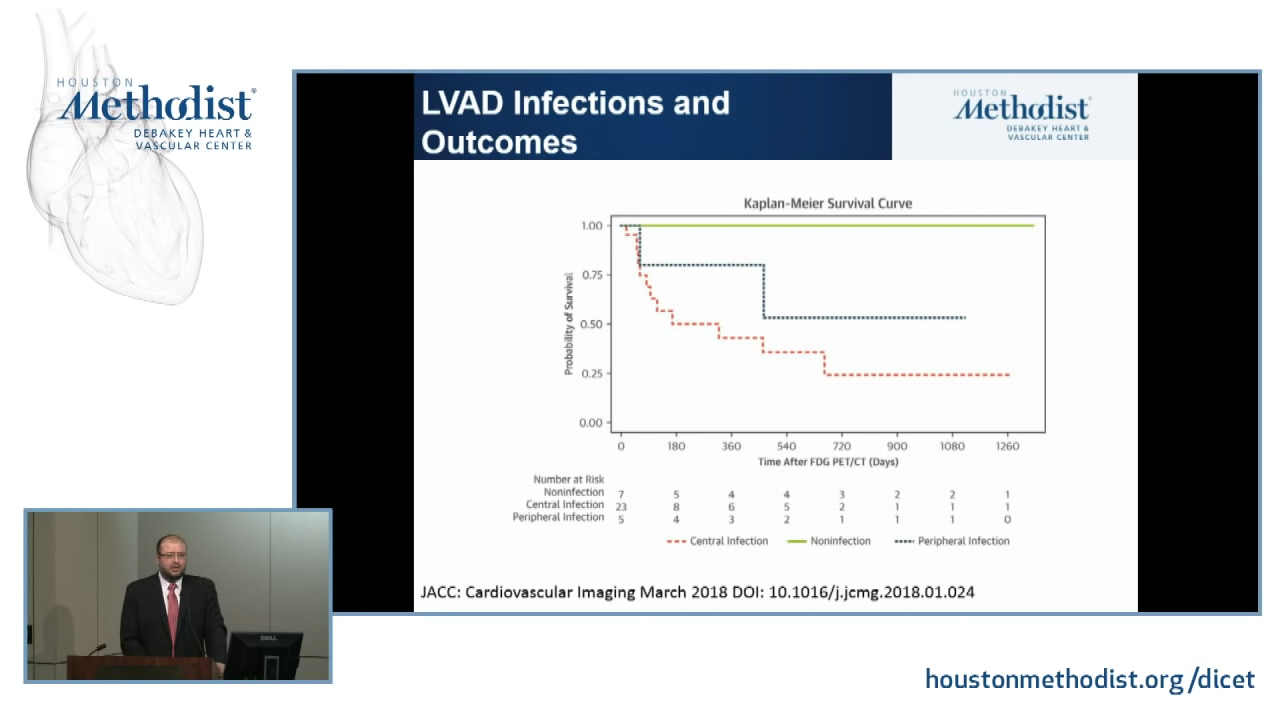 HOUSTON
Methodist®
DEBAKEY HEART &
VASCULAR CENTER
LVAD Infections and
Outcomes
HOUSTON
Methodist
DEBAKEY HEART &
VASCULAR CENTER
Kaplan-Meier Survival Curve
Probability of Survival
1.00
0.75
0.50
0.25
0.00
0 180 360 540 720 900 1080 1260
Time After FDG PET/CT (Days)
Number at Risk
Noninfection 7 5 4 4 3 2 2 1
Central Infection 23 8 6 5 2 1 1 1
Peripheral Infection 5 4 3 2 1 1 1 0
Central Infection Noninfection Peripheral Infection
JACC: Cardiovascular Imaging March 2018 DOI: 10.1016/j.jcmg.2018.01.024
DELL
houstonmethodist.org/dicet